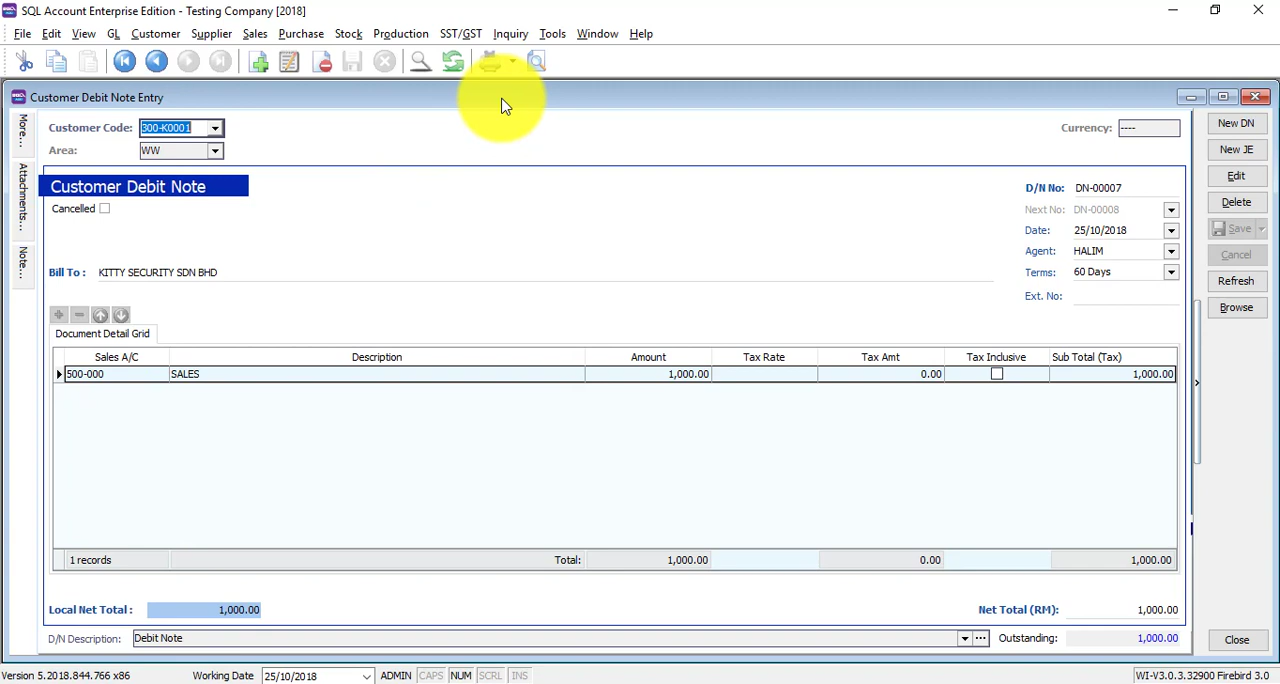 SQL Account Enterprise Edition - Testing Company [2018]
File Edit View GL Customer Supplier Sales Purchase Stock Production SST/GST Inquiry Tools Window Help
Customer Debit Note Entry
More...
Attachments...
Note...
Customer Code: 300-K0001
Currency: ----
Area: WW
Customer Debit Note
Cancelled
D/N No: DN-00007
Next No: DN-00008
Date: 25/10/2018
Agent: HALIM
Bill To : KITTY SECURITY SDN BHD
Terms: 60 Days
Ext. No:
New DN
New JE
Edit
Delete
Save
Cancel
Refresh
Browse
Document Detail Grid
Sales A/C Description Amount Tax Rate Tax Amt Tax Inclusive Sub Total (Tax)
500-000 SALES 1,000.00 0.00 1,000.00
1 records Total: 1,000.00 0.00 1,000.00
Local Net Total : 1,000.00
Net Total (RM): 1,000.00
D/N Description: Debit Note
Outstanding: 1,000.00
Close
Version 5.2018.844.766 x86 Working Date 25/10/2018 ADMIN CAPS NUM SCRL INS WI-V3.0.3.32900 Firebird 3.0